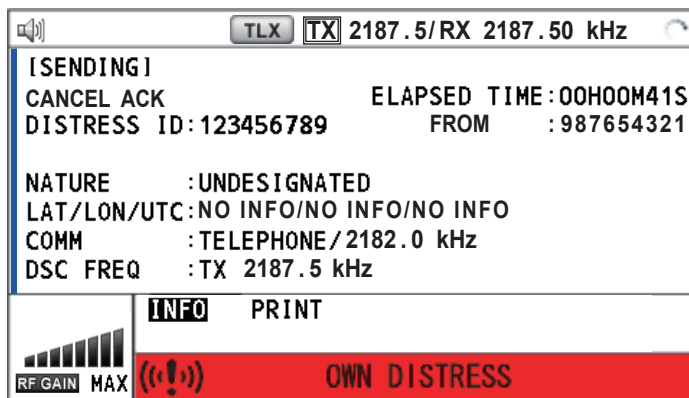 TLX TX 2187.5/RX 2187.50 kHz
[SENDING]
CANCEL ACK ELAPSED TIME:00H00M41S
DISTRESS ID:123456789 FROM :987654321
NATURE :UNDESIGNATED
LAT/LON/UTC:NO INFO/NO INFO/NO INFO
COMM :TELEPHONE/2182.0 kHz
DSC FREQ :TX 2187.5 kHz
INFO PRINT
RF GAIN MAX
OWN DISTRESS